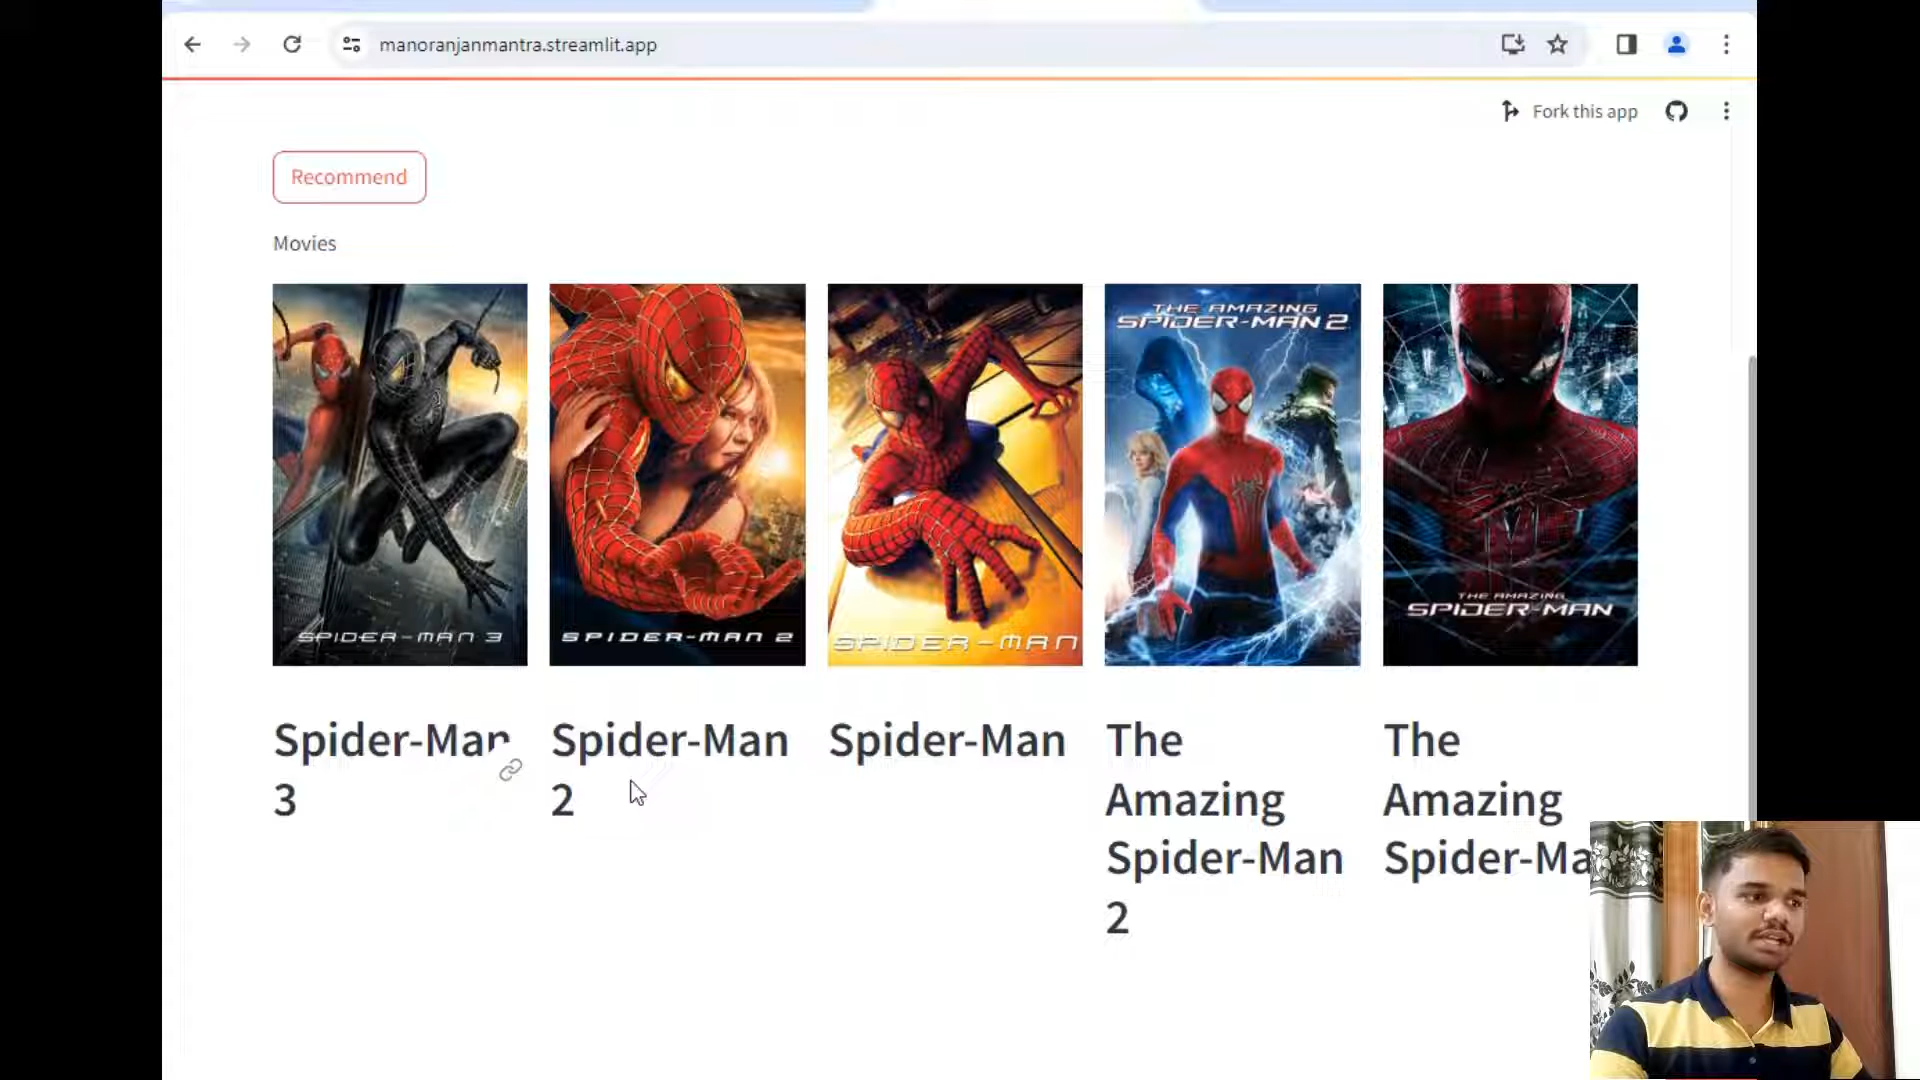 manoranjanmantra.streamlit.app
Fork this app
Recommend
Movies
SPIDER-MAN 3
SPIDER-MAN 2
SPIDER-MAN
THE AMAZING
SPIDER-MAN 2
THE AMAZING
SPIDER-MAN
Spider-Man
3
Spider-Man
2
Spider-Man
The
Amazing
Spider-Man
2
The
Amazing
Spider-Ma